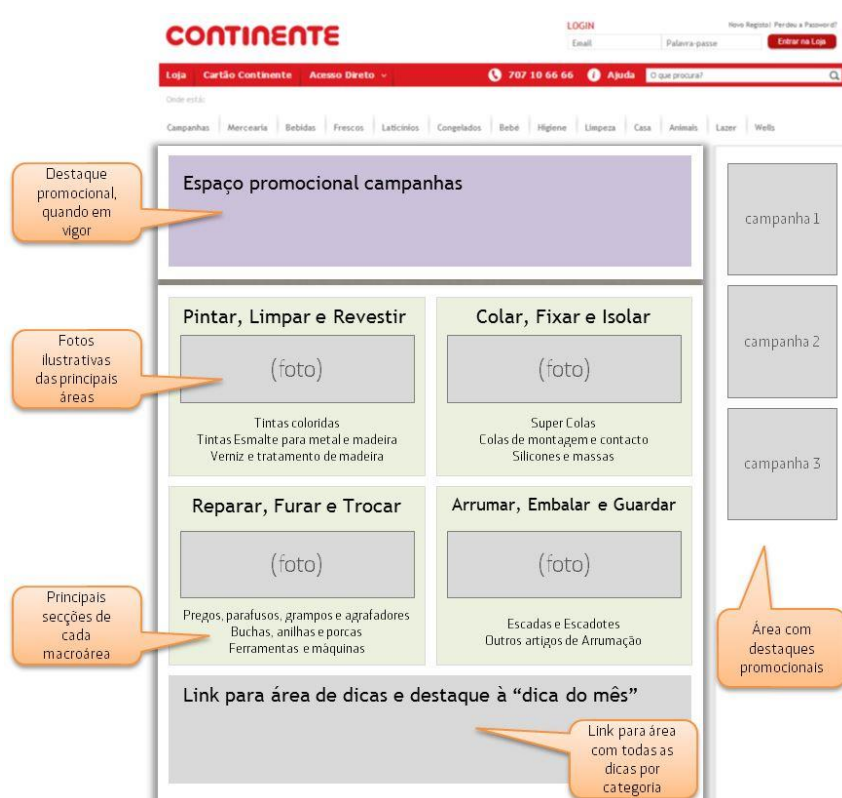 CONTINENTE
LOGIN
Novo Registo! Perdeu a Password?
Email
Palavra-passe
Entrar na Loja
Loja Cartão Continente Acesso Direto
707 10 66 66 Ajuda O que procura?
Onde está:
Campanhas Mercearia Bebidas Frescos Laticínios Congelados Bebé Higiene Limpeza Casa Animais Lazer Wells
Destaque
promocional,
quando em
vigor
Espaço promocional campanhas
campanha 1
Fotos
ilustrativas
das principais
áreas
Pintar, Limpar e Revestir
(foto)
Tintas coloridas
Tintas Esmalte para metal e madeira
Verniz e tratamento de madeira
Colar, Fixar e Isolar
(foto)
Super Colas
Colas de montagem e contacto
Silicones e massas
campanha 2
campanha 3
Principais
secções de
cada
macroárea
Reparar, Furar e Trocar
(foto)
Pregos, parafusos, grampos e agrafadores
Buchas, anilhas e porcas
Ferramentas e máquinas
Arrumar, Embalar e Guardar
(foto)
Escadas e Escadotes
Outros artigos de Arrumação
Área com
destaques
promocionais
Link para área de dicas e destaque à “dica do mês”
Link para área
com todas as
dicas por
categoria